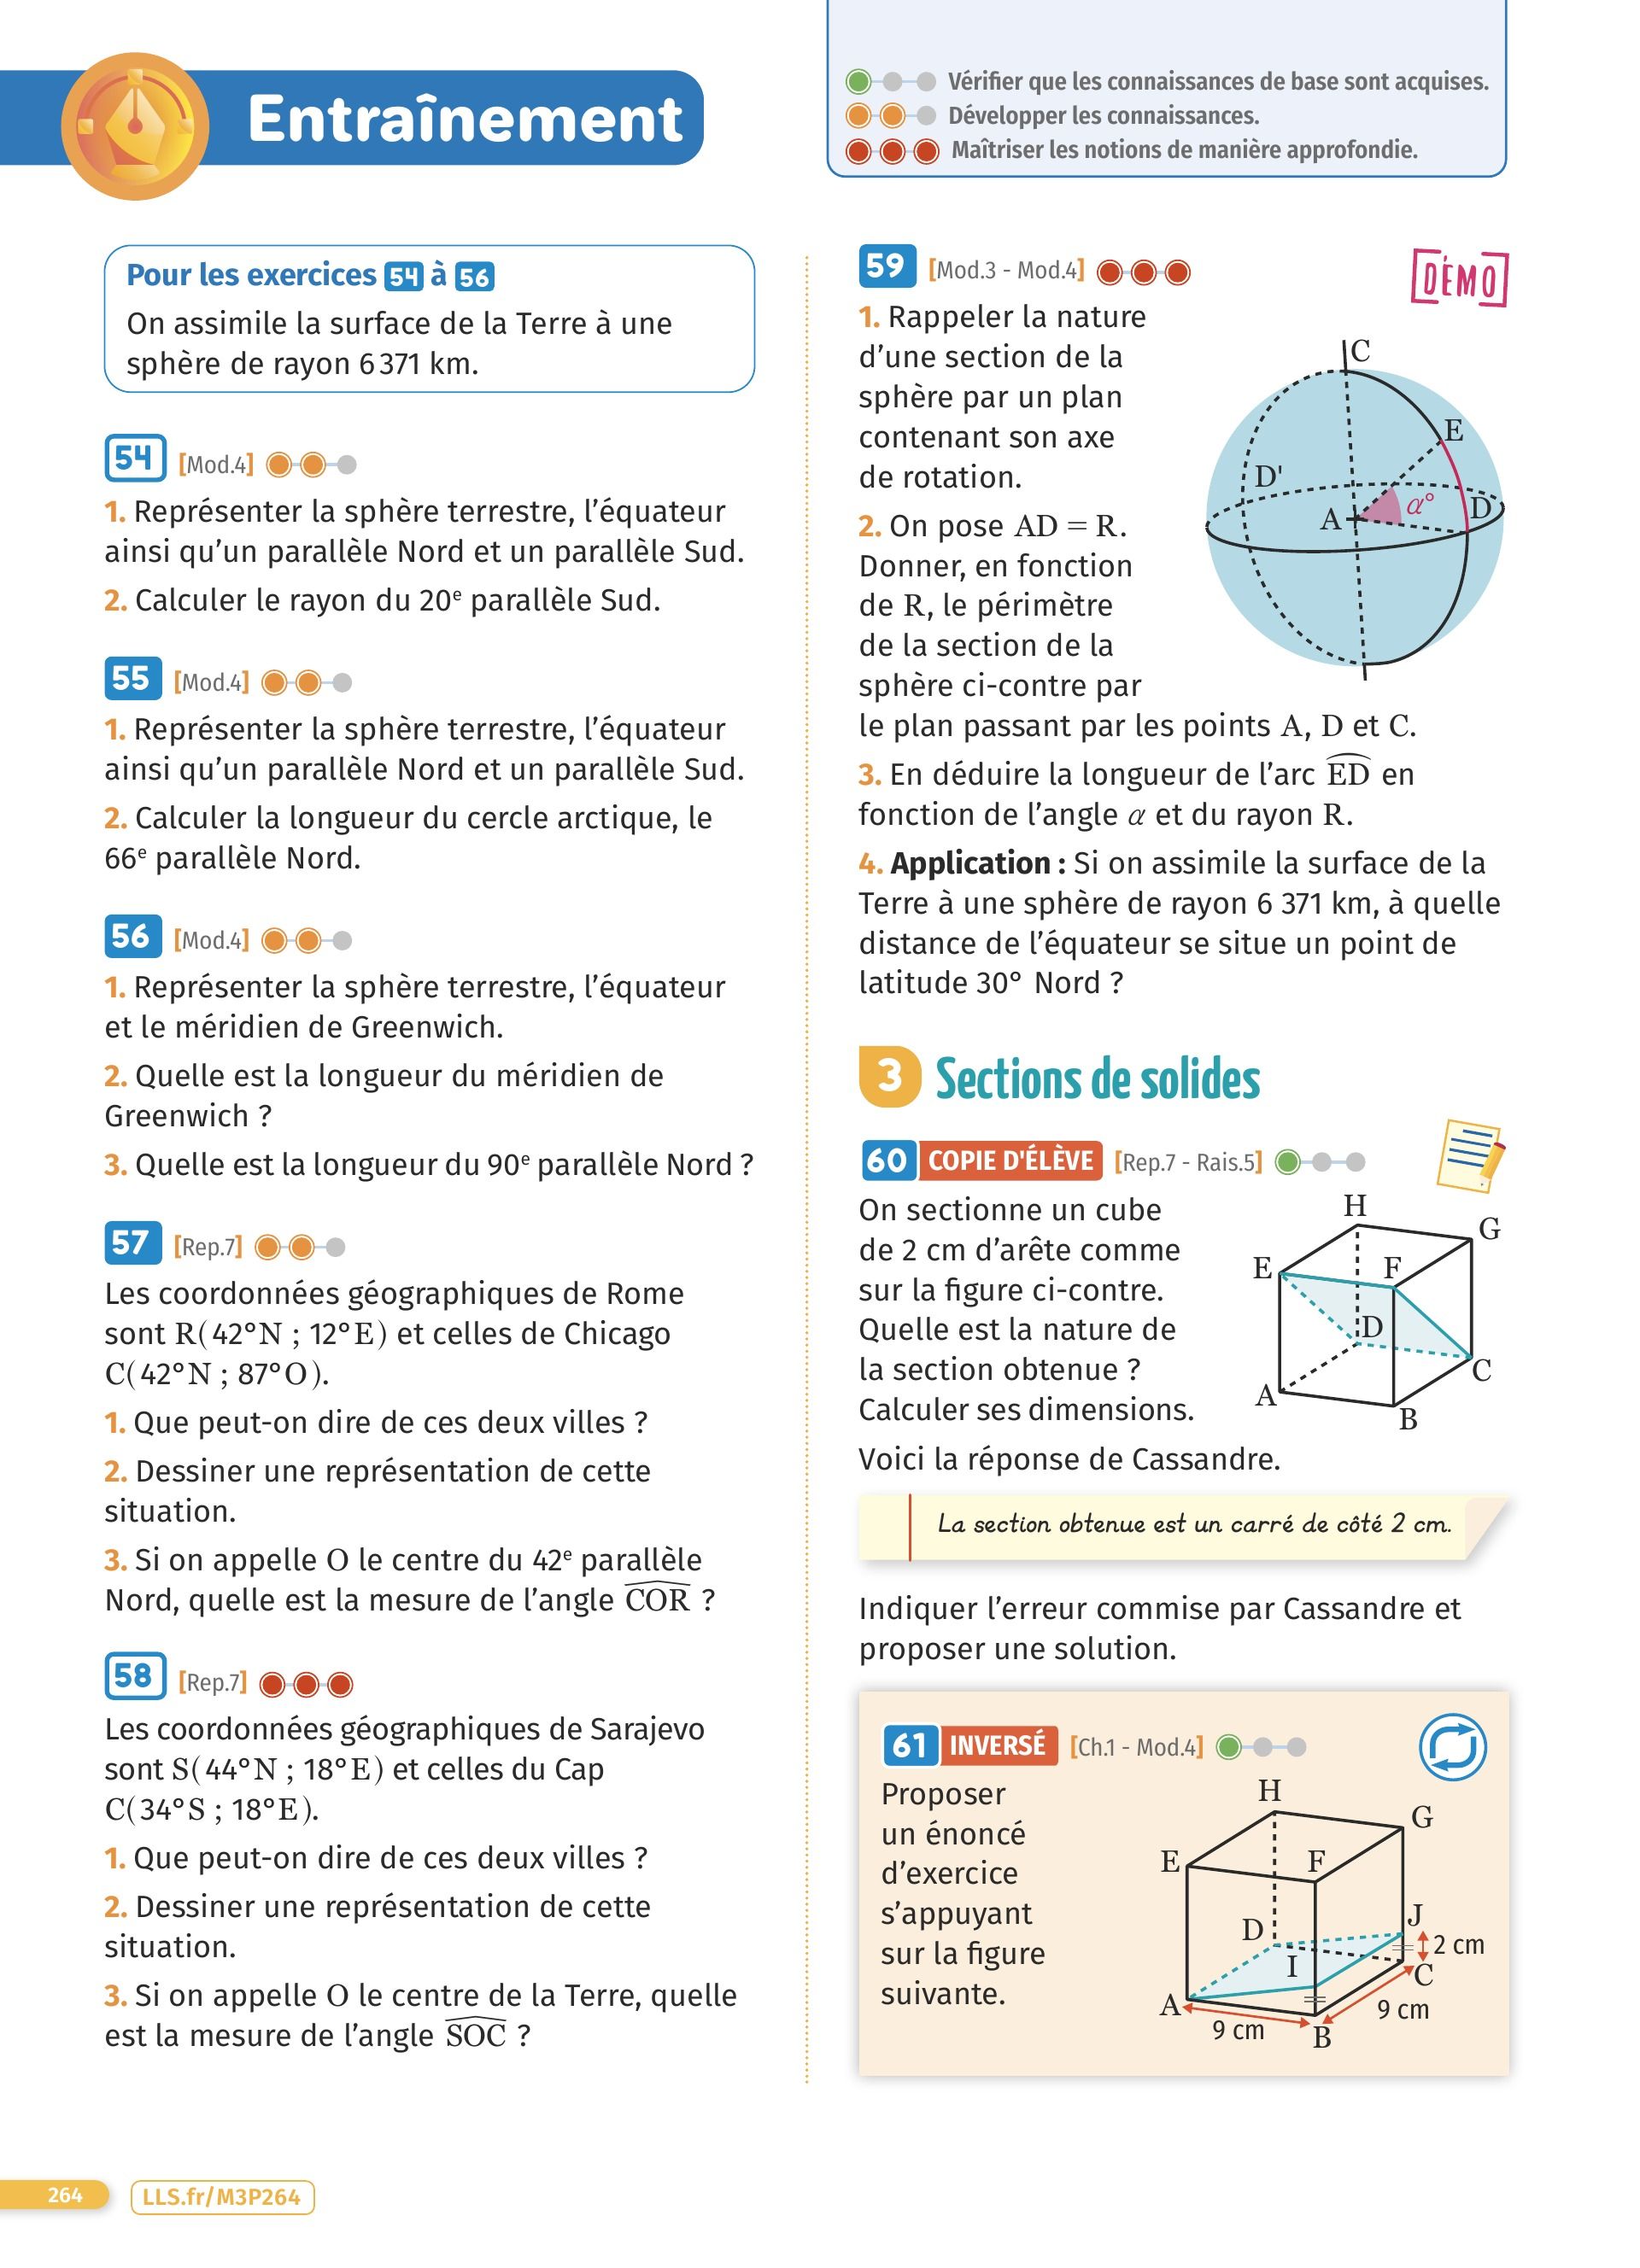 Entraînement
Vérifier que les connaissances de base sont acquises.
Développer les connaissances.
Maîtriser les notions de manière approfondie.
Pour les exercices 54 à 56
On assimile la surface de la Terre à une
sphère de rayon 6 371 km.
54 [Mod.4]
1. Représenter la sphère terrestre, l'équateur
ainsi qu'un parallèle Nord et un parallèle Sud.
2. Calculer le rayon du 20e parallèle Sud.
55 [Mod.4]
1. Représenter la sphère terrestre, l'équateur
ainsi qu'un parallèle Nord et un parallèle Sud.
2. Calculer la longueur du cercle arctique, le
66e parallèle Nord.
56 [Mod.4]
1. Représenter la sphère terrestre, l'équateur
et le méridien de Greenwich.
2. Quelle est la longueur du méridien de
Greenwich ?
3. Quelle est la longueur du 90e parallèle Nord ?
57 [Rep.7]
Les coordonnées géographiques de Rome
sont R(42°N ; 12°E) et celles de Chicago
C(42°N ; 87°O).
1. Que peut-on dire de ces deux villes ?
2. Dessiner une représentation de cette
situation.
3. Si on appelle O le centre du 42e parallèle
Nord, quelle est la mesure de l'angle COR ?
58 [Rep.7]
Les coordonnées géographiques de Sarajevo
sont S(44°N ; 18°E) et celles du Cap
C(34°S ; 18°E).
1. Que peut-on dire de ces deux villes ?
2. Dessiner une représentation de cette
situation.
3. Si on appelle O le centre de la Terre, quelle
est la mesure de l'angle SOC ?
59 [Mod.3 - Mod.4]
DÉMO
1. Rappeler la nature
d'une section de la
sphère par un plan
contenant son axe
de rotation.
2. On pose AD = R.
Donner, en fonction
de R, le périmètre
de la section de la
sphère ci-contre par
le plan passant par les points A, D et C.
C
E
D'
α°
D
A
3. En déduire la longueur de l'arc ED en
fonction de l'angle α et du rayon R.
4. Application : Si on assimile la surface de la
Terre à une sphère de rayon 6 371 km, à quelle
distance de l'équateur se situe un point de
latitude 30° Nord ?
3 Sections de solides
60 COPIE D'ÉLÈVE [Rep.7 - Rais.5]
On sectionne un cube
de 2 cm d'arête comme
sur la figure ci-contre.
Quelle est la nature de
la section obtenue ?
Calculer ses dimensions.
H
G
E
F
D
C
A
B
Voici la réponse de Cassandre.
La section obtenue est un carré de côté 2 cm.
Indiquer l'erreur commise par Cassandre et
proposer une solution.
61 INVERSÉ [Ch.1 - Mod.4]
Proposer
un énoncé
d'exercice
s'appuyant
sur la figure
suivante.
H
G
E
F
J
D
2 cm
I
C
A
9 cm
9 cm
B
264
LLS.fr/M3P264